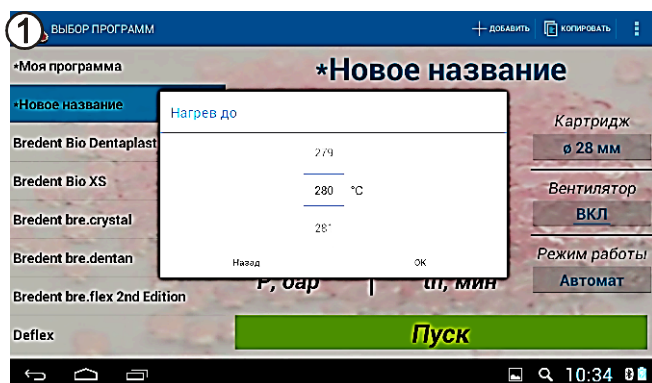 1
ВЫБОР ПРОГРАММ
ДОБАВИТЬ
КОПИРОВАТЬ
*Моя программа
*Новое название
*Новое название
Нагрев до
279
280 °C
28
Назад
OK
Bredent Bio Dentaplast
Bredent Bio XS
Bredent bre.crystal
Bredent bre.dentan
Bredent bre.flex 2nd Edition
Deflex
Картридж
ø 28 мм
Вентилятор
ВКЛ
Режим работы
Автомат
P, бар
мин
Пуск
10:34